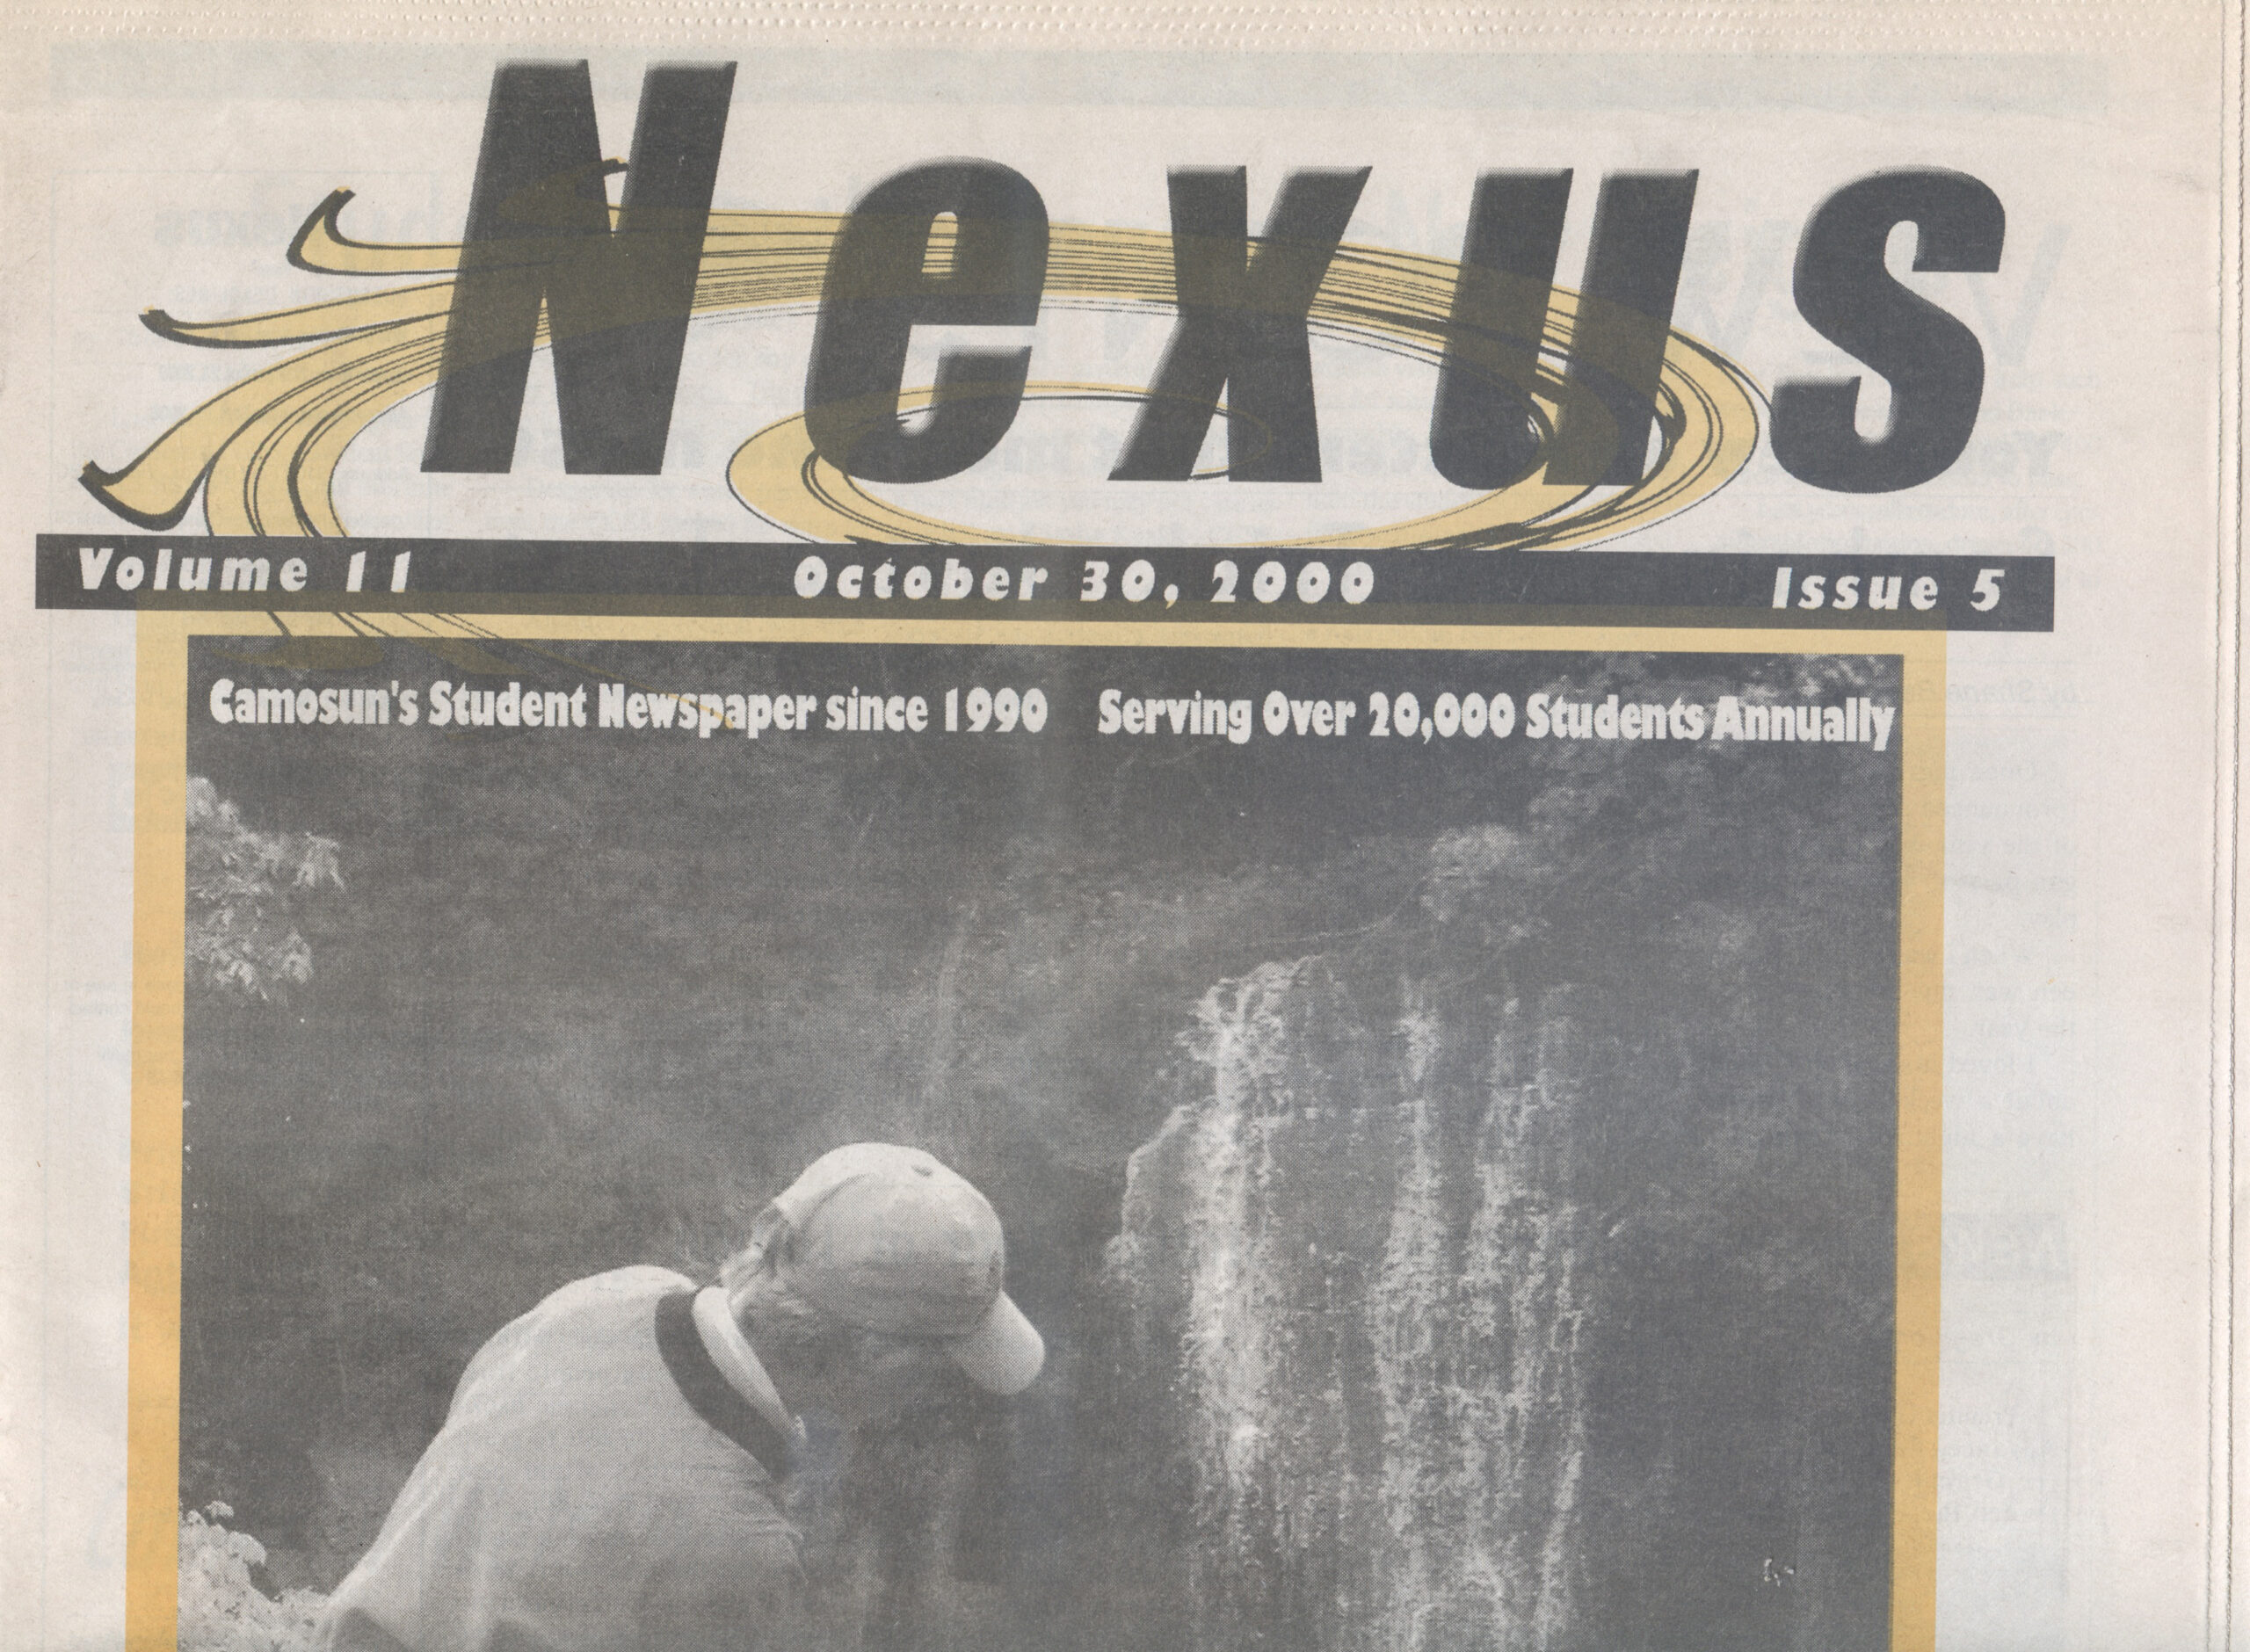 Nexus
Volume 11 October 30, 2000 Issue 5
Camosun's Student Newspaper since 1990 Serving Over 20,000 Students Annually